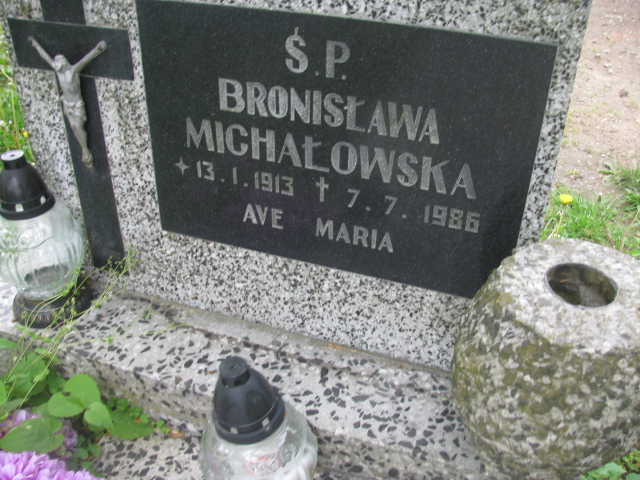 Ś.P.
BRONISŁAWA
MICHAŁOWSKA
13.1.1913 † 7.7.1986
AVE MARIA